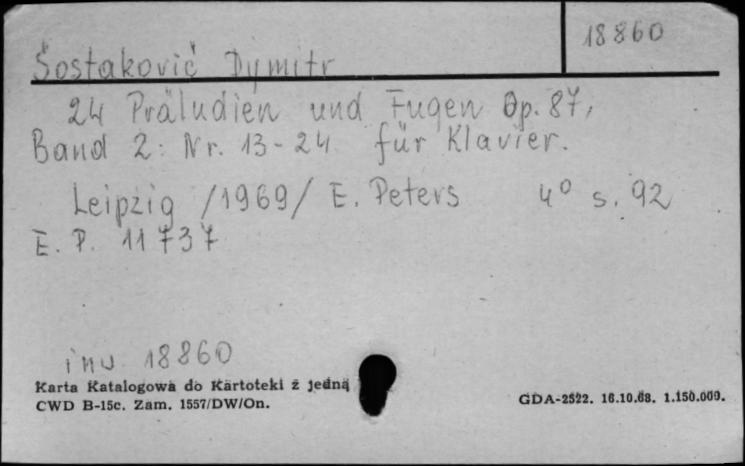 18860
Šostakovič Dymitr
24 Präludien und Fugen Op. 87,
Band 2: Nr. 13-24 für Klavier.
Leipzig /1969/ E. Peters 4° s. 92
E. P. 11737
inw 18860
Karta Katalogowa do Kartoteki z jedną
CWD B-15c. Zam. 1557/DW/On.
GDA-2522. 16.10.68. 1.150.000.